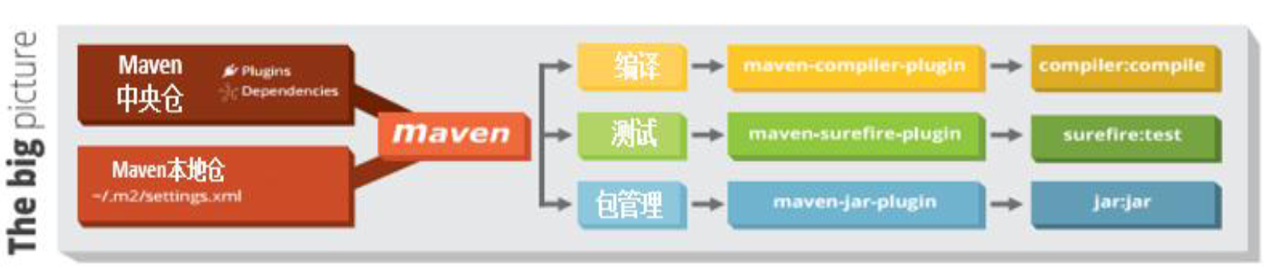 The big picture
Maven
中央仓
Plugins
Dependencies
Maven本地仓
~/.m2/settings.xml
maven
编译
maven-compiler-plugin
compiler:compile
测试
maven-surefire-plugin
surefire:test
包管理
maven-jar-plugin
jar:jar